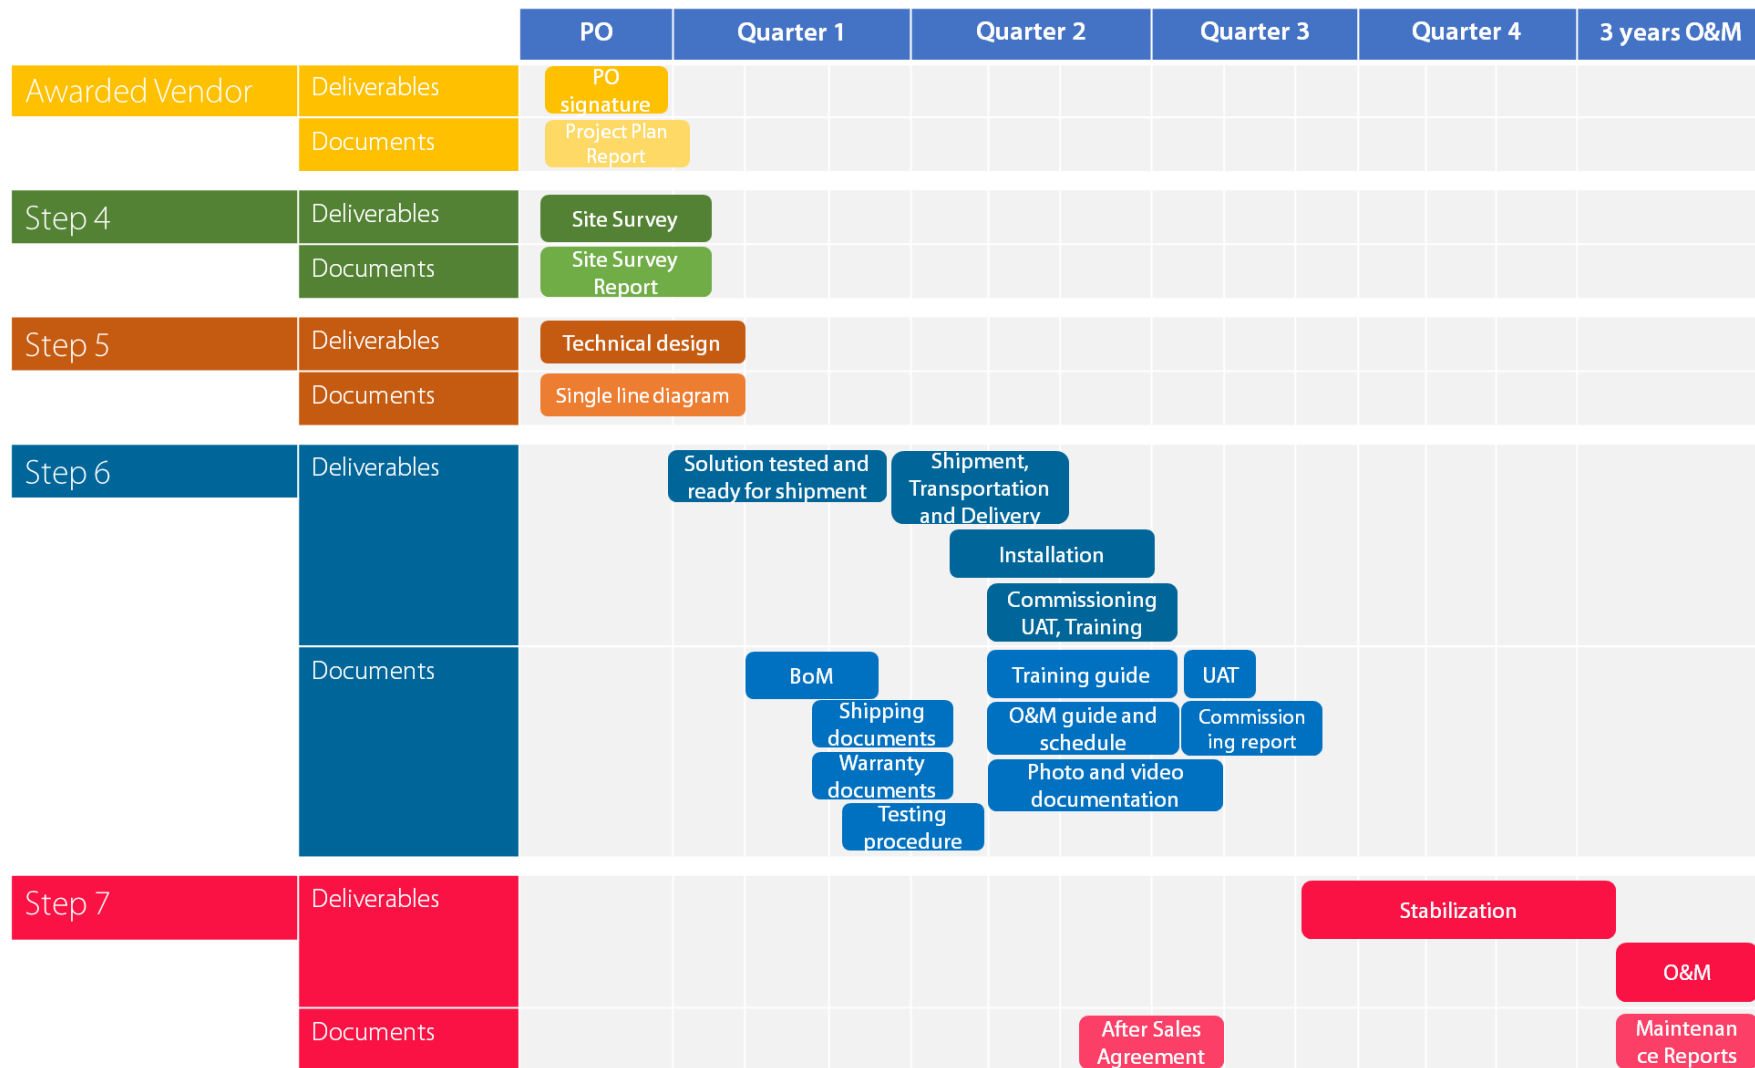 PO
Quarter 1
Quarter 2
Quarter 3
Quarter 4
3 years O&M
Awarded Vendor
Deliverables
PO
signature
Documents
Project Plan
Report
Step 4
Deliverables
Site Survey
Documents
Site Survey
Report
Step 5
Deliverables
Technical design
Documents
Single line diagram
Step 6
Deliverables
Solution tested and
ready for shipment
Shipment,
Transportation
and Delivery
Installation
Commissioning
UAT, Training
Documents
BoM
Training guide
UAT
Shipping
documents
O&M guide and
schedule
Commission
ing report
Warranty
documents
Photo and video
documentation
Testing
procedure
Step 7
Deliverables
Stabilization
O&M
Documents
After Sales
Agreement
Maintenan
ce Reports